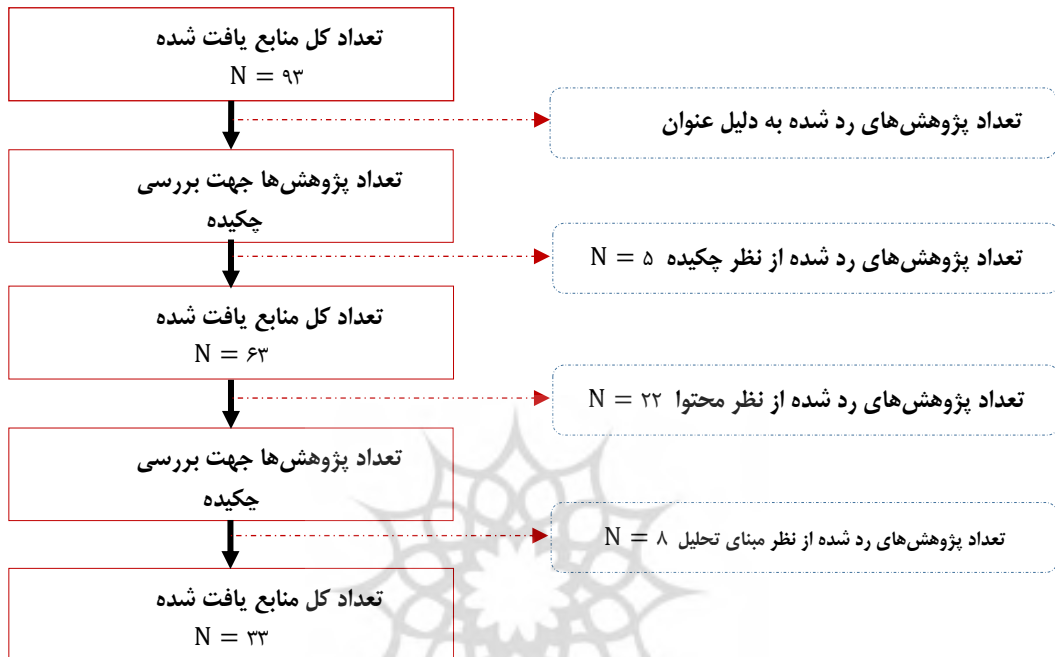 تعداد کل منابع یافت شده
N = ۹۳
تعداد پژوهش‌های رد شده به دلیل عنوان
تعداد پژوهش‌ها جهت بررسی
چکیده
تعداد پژوهش‌های رد شده از نظر چکیده N = ۵
تعداد کل منابع یافت شده
N = ۶۳
تعداد پژوهش‌های رد شده از نظر محتوا N = ۲۲
تعداد پژوهش‌ها جهت بررسی
چکیده
تعداد پژوهش‌های رد شده از نظر مبنای تحلیل N = ۸
تعداد کل منابع یافت شده
N = ۳۳